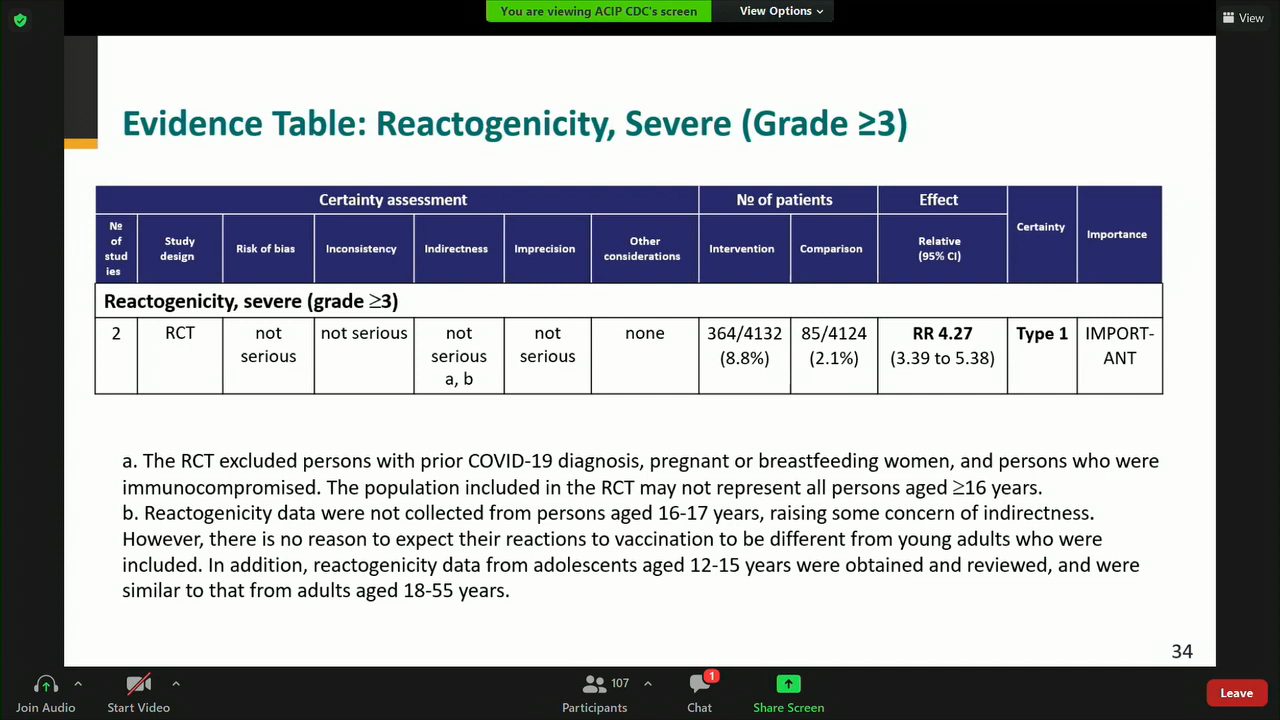 You are viewing ACIP CDC's screen
View Options
View
Evidence Table: Reactogenicity, Severe (Grade ≥3)
Certainty assessment
№ of patients
Effect
Certainty
Importance
№ of stud ies
Study design
Risk of bias
Inconsistency
Indirectness
Imprecision
Other considerations
Intervention
Comparison
Relative (95% CI)
Reactogenicity, severe (grade ≥3)
2
RCT
not serious
not serious
not serious a, b
not serious
none
364/4132 (8.8%)
85/4124 (2.1%)
RR 4.27 (3.39 to 5.38)
Type 1
IMPORT-ANT
a. The RCT excluded persons with prior COVID-19 diagnosis, pregnant or breastfeeding women, and persons who were
immunocompromised. The population included in the RCT may not represent all persons aged ≥16 years.
b. Reactogenicity data were not collected from persons aged 16-17 years, raising some concern of indirectness.
However, there is no reason to expect their reactions to vaccination to be different from young adults who were
included. In addition, reactogenicity data from adolescents aged 12-15 years were obtained and reviewed, and were
similar to that from adults aged 18-55 years.
34
Join Audio
Start Video
107
Participants
1
Chat
Share Screen
Leave